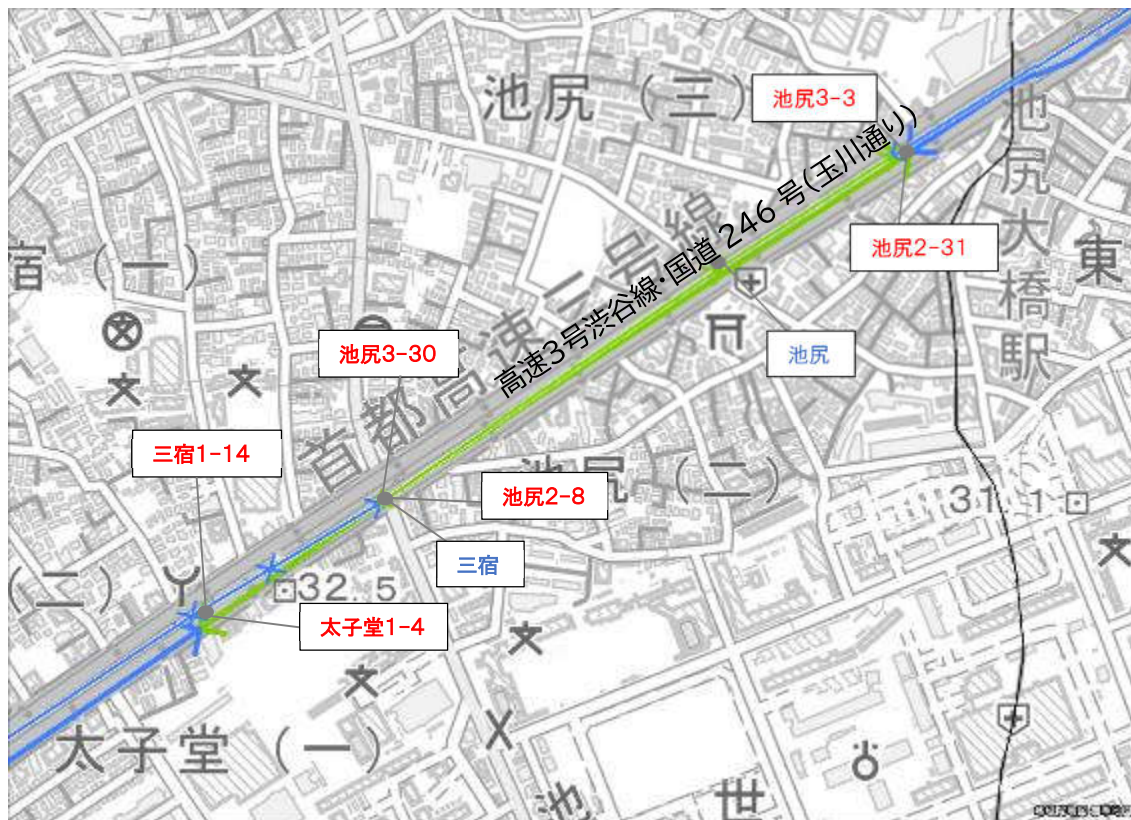 池尻（三）
池尻3-3
高速3号渋谷線・国道 246 号(玉川通り)
首都高速三号線
池尻大橋駅
東
池尻2-31
宿（一）
池尻
池尻3-30
三宿1-14
池尻（二）
池尻2-8
31.1
三宿
（二）
32.5
太子堂1-4
太子堂（一）
池
世